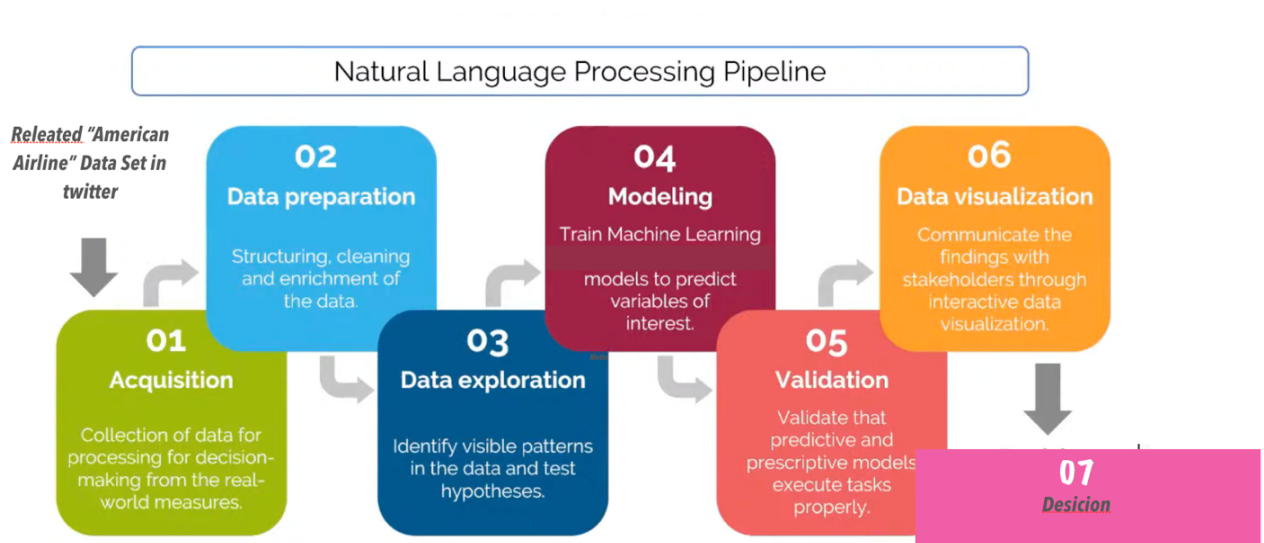 Natural Language Processing Pipeline
Releated "American
Airline" Data Set in
twitter
01
Acquisition
Collection of data for
processing for decision-
making from the real-
world measures.
02
Data preparation
Structuring, cleaning
and enrichment of
the data.
03
Data exploration
Identify visible patterns
in the data and test
hypotheses.
04
Modeling
Train Machine Learning
models to predict
variables of
interest.
05
Validation
Validate that
predictive and
prescriptive models
execute tasks
properly.
06
Data visualization
Communicate the
findings with
stakeholders through
interactive data
visualization.
07
Desicion